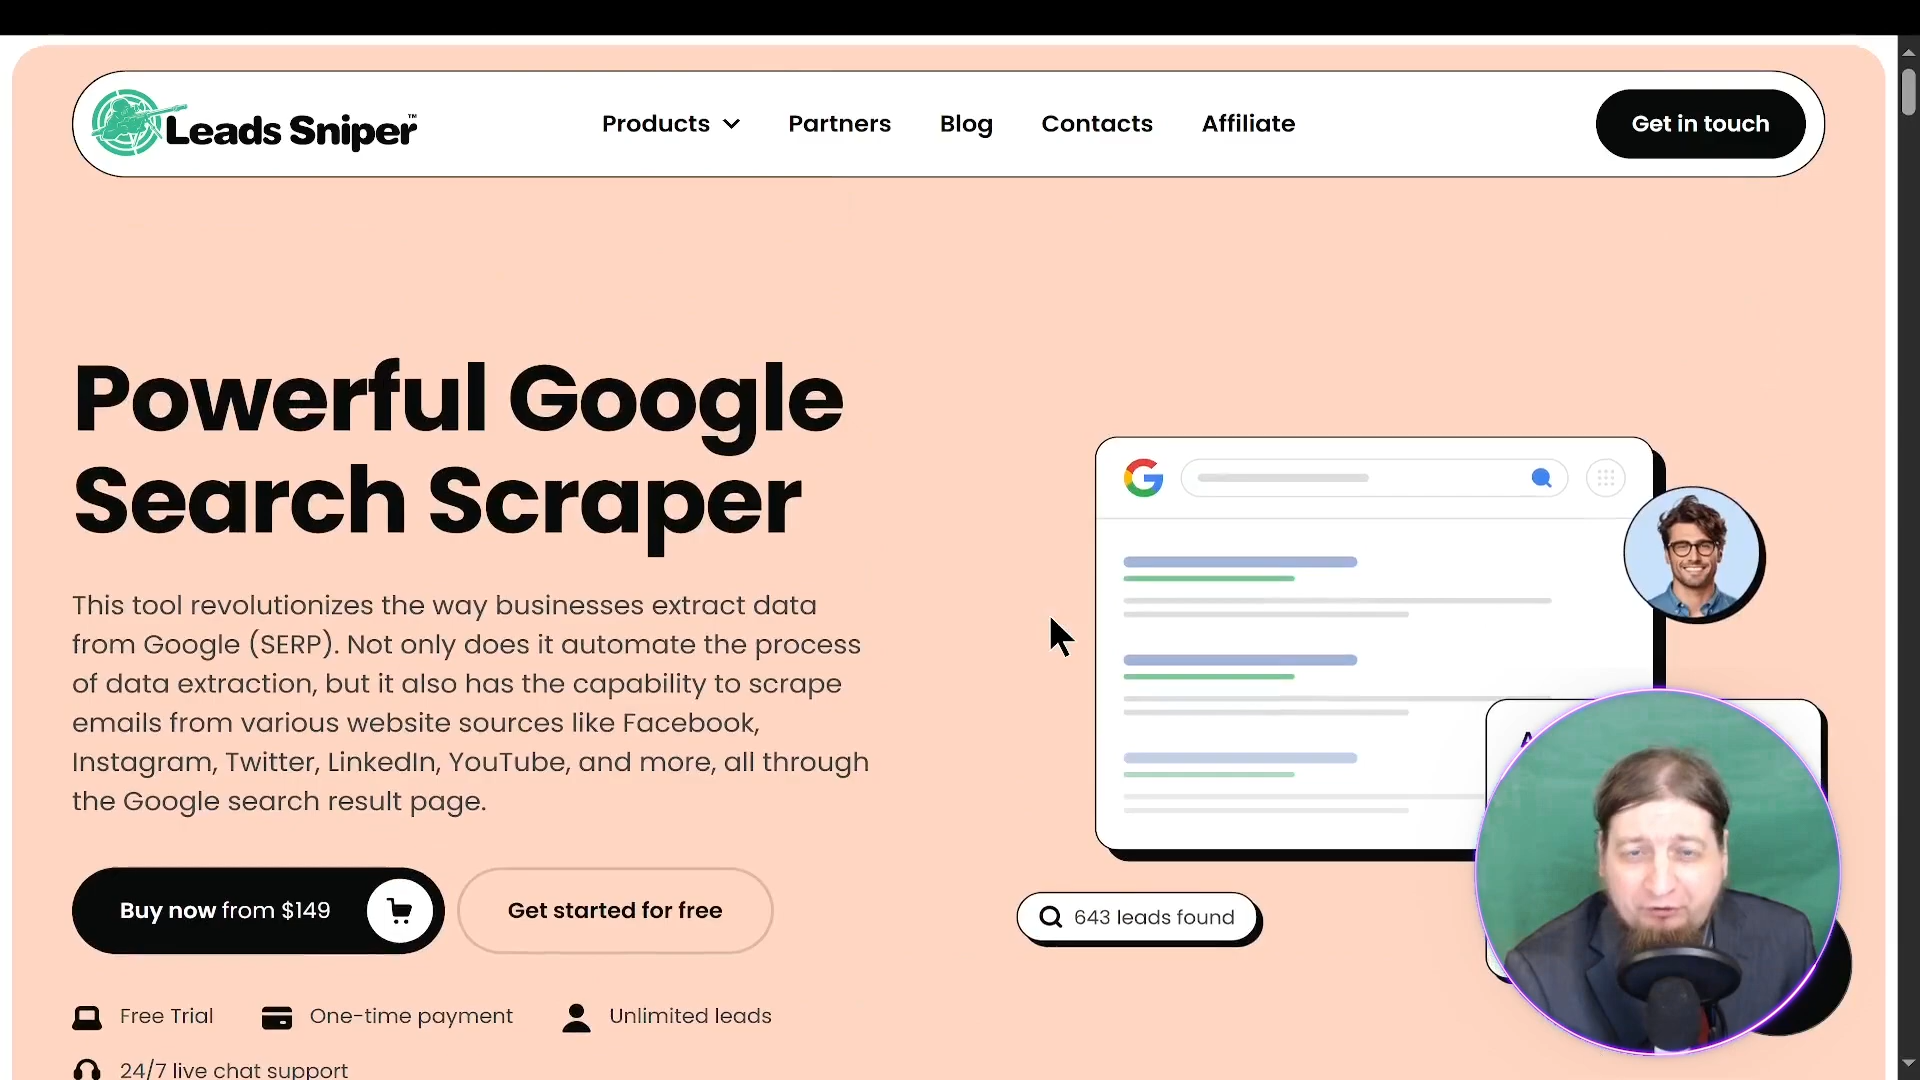 Leads Sniper™
Products
Partners
Blog
Contacts
Affiliate
Get in touch
Powerful Google
Search Scraper
This tool revolutionizes the way businesses extract data
from Google (SERP). Not only does it automate the process
of data extraction, but it also has the capability to scrape
emails from various website sources like Facebook,
Instagram, Twitter, LinkedIn, YouTube, and more, all through
the Google search result page.
Buy now from $149
Get started for free
643 leads found
Free Trial
One-time payment
Unlimited leads
24/7 live chat support